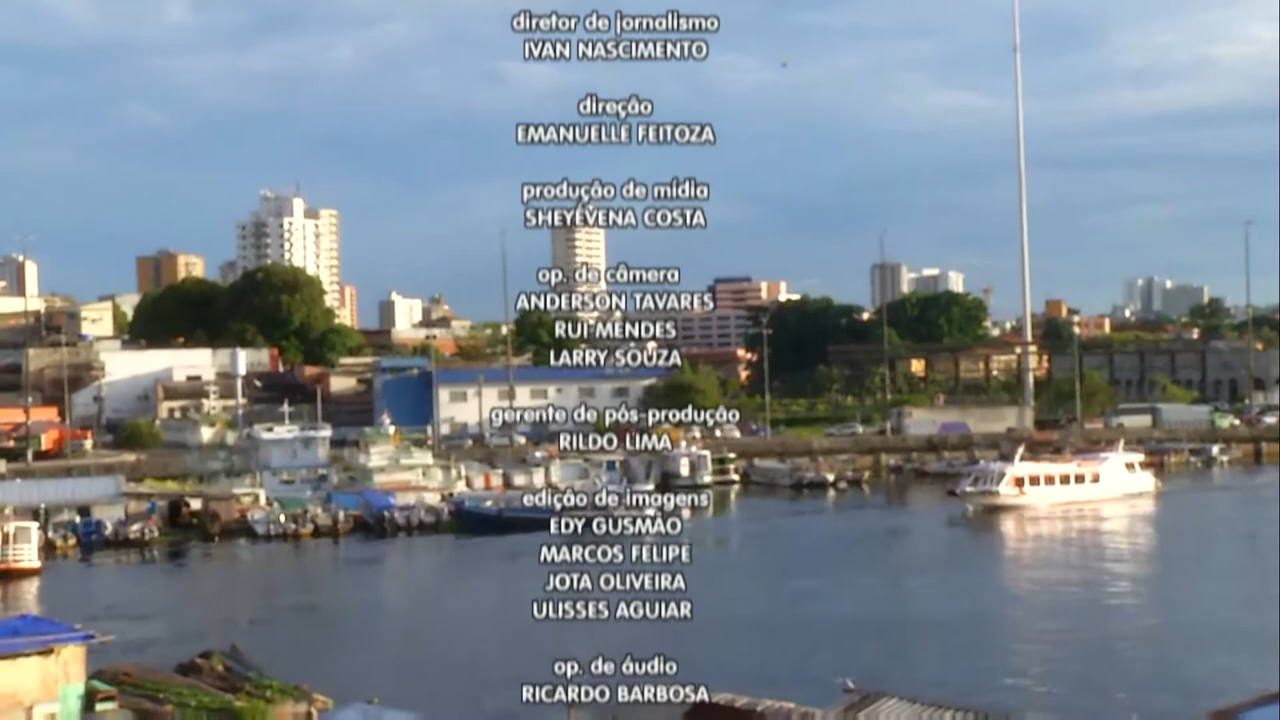 diretor de jornalismo
IVAN NASCIMENTO
direção
EMANUELLE FEITOZA
produção de mídia
SHEYEVENA COSTA
op. de câmera
ANDERSON TAVARES
RUI MENDES
LARRY SOUZA
gerente de pós-produção
RILDO LIMA
edição de imagens
EDY GUSMÃO
MARCOS FELIPE
JOTA OLIVEIRA
ULISSES AGUIAR
op. de áudio
RICARDO BARBOSA